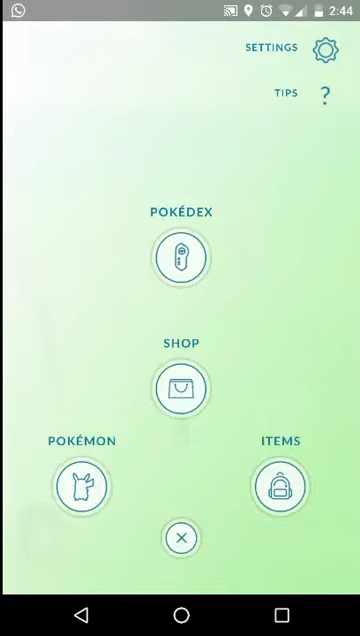 2:44
SETTINGS
TIPS ?
POKÉDEX
SHOP
POKÉMON
ITEMS